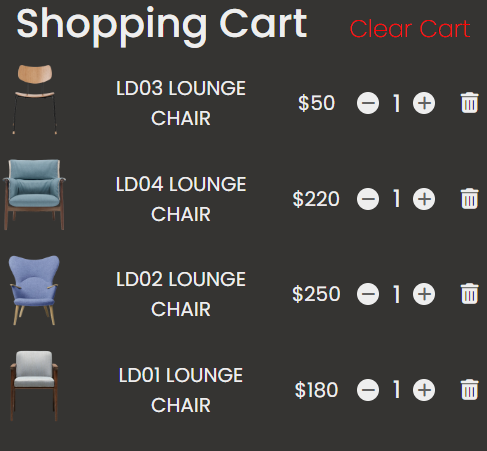 Shopping Cart
Clear Cart
LD03 LOUNGE
CHAIR
$50
1
LD04 LOUNGE
CHAIR
$220
1
LD02 LOUNGE
CHAIR
$250
1
LD01 LOUNGE
CHAIR
$180
1